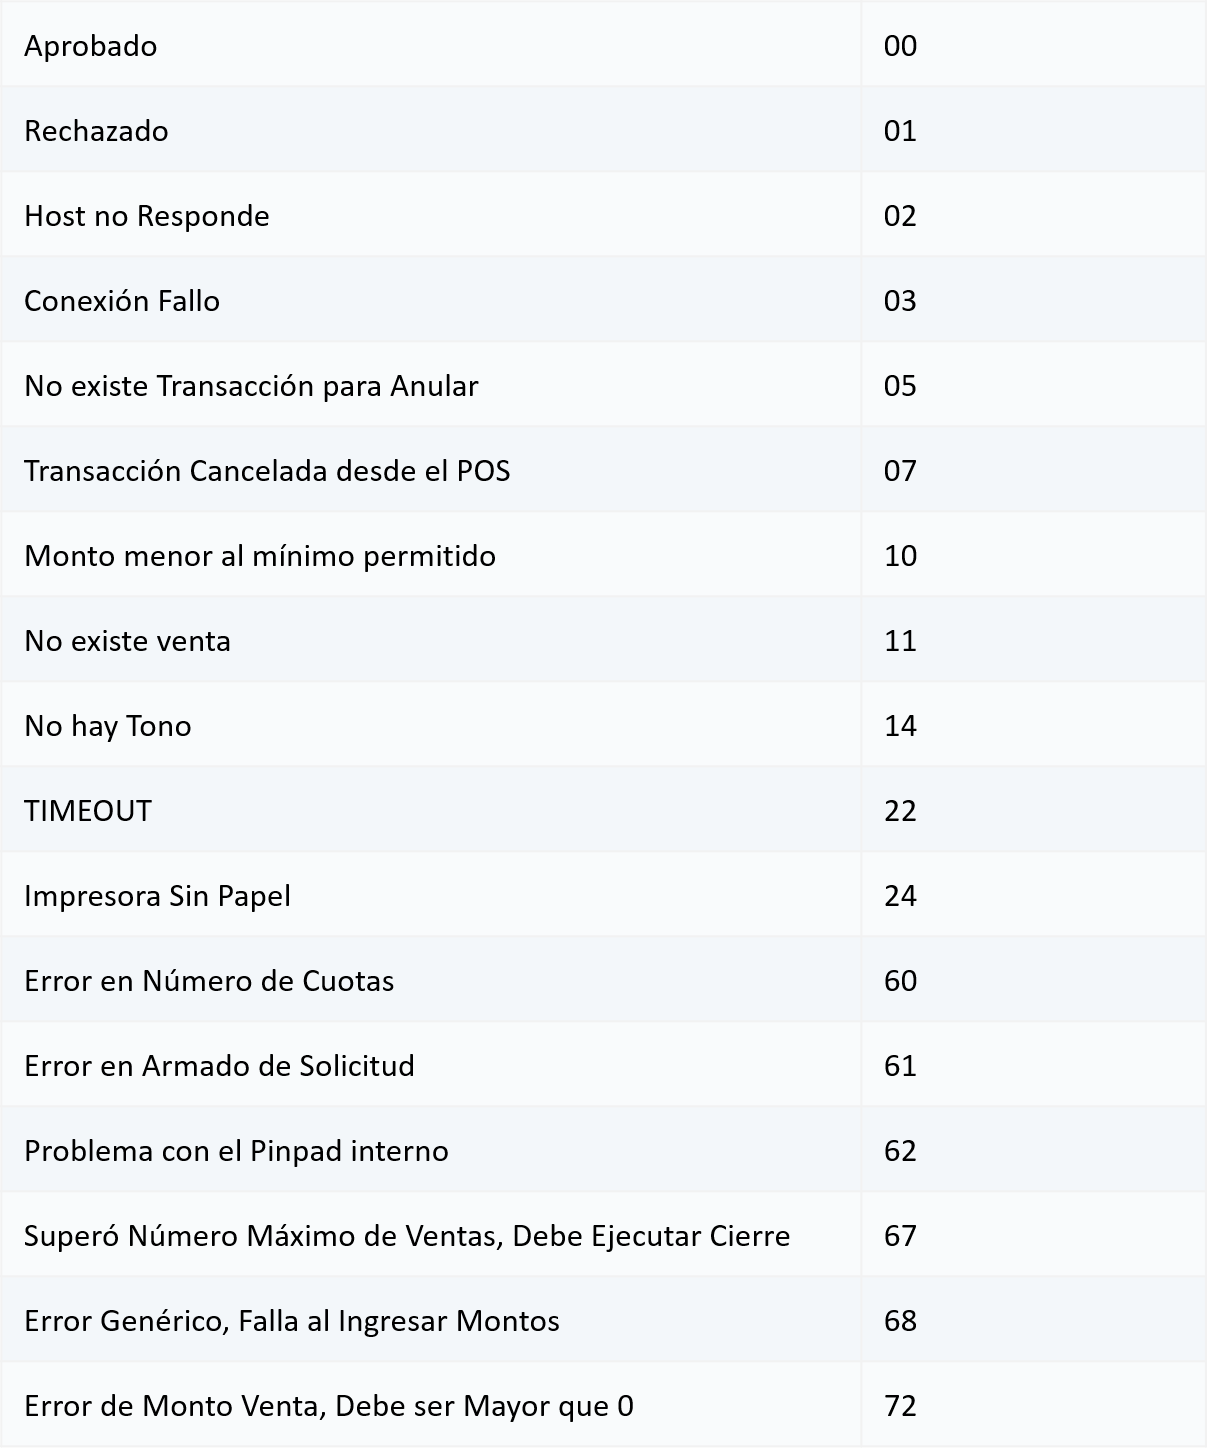 Aprobado 00
Rechazado 01
Host no Responde 02
Conexión Fallo 03
No existe Transacción para Anular 05
Transacción Cancelada desde el POS 07
Monto menor al mínimo permitido 10
No existe venta 11
No hay Tono 14
TIMEOUT 22
Impresora Sin Papel 24
Error en Número de Cuotas 60
Error en Armado de Solicitud 61
Problema con el Pinpad interno 62
Superó Número Máximo de Ventas, Debe Ejecutar Cierre 67
Error Genérico, Falla al Ingresar Montos 68
Error de Monto Venta, Debe ser Mayor que 0 72